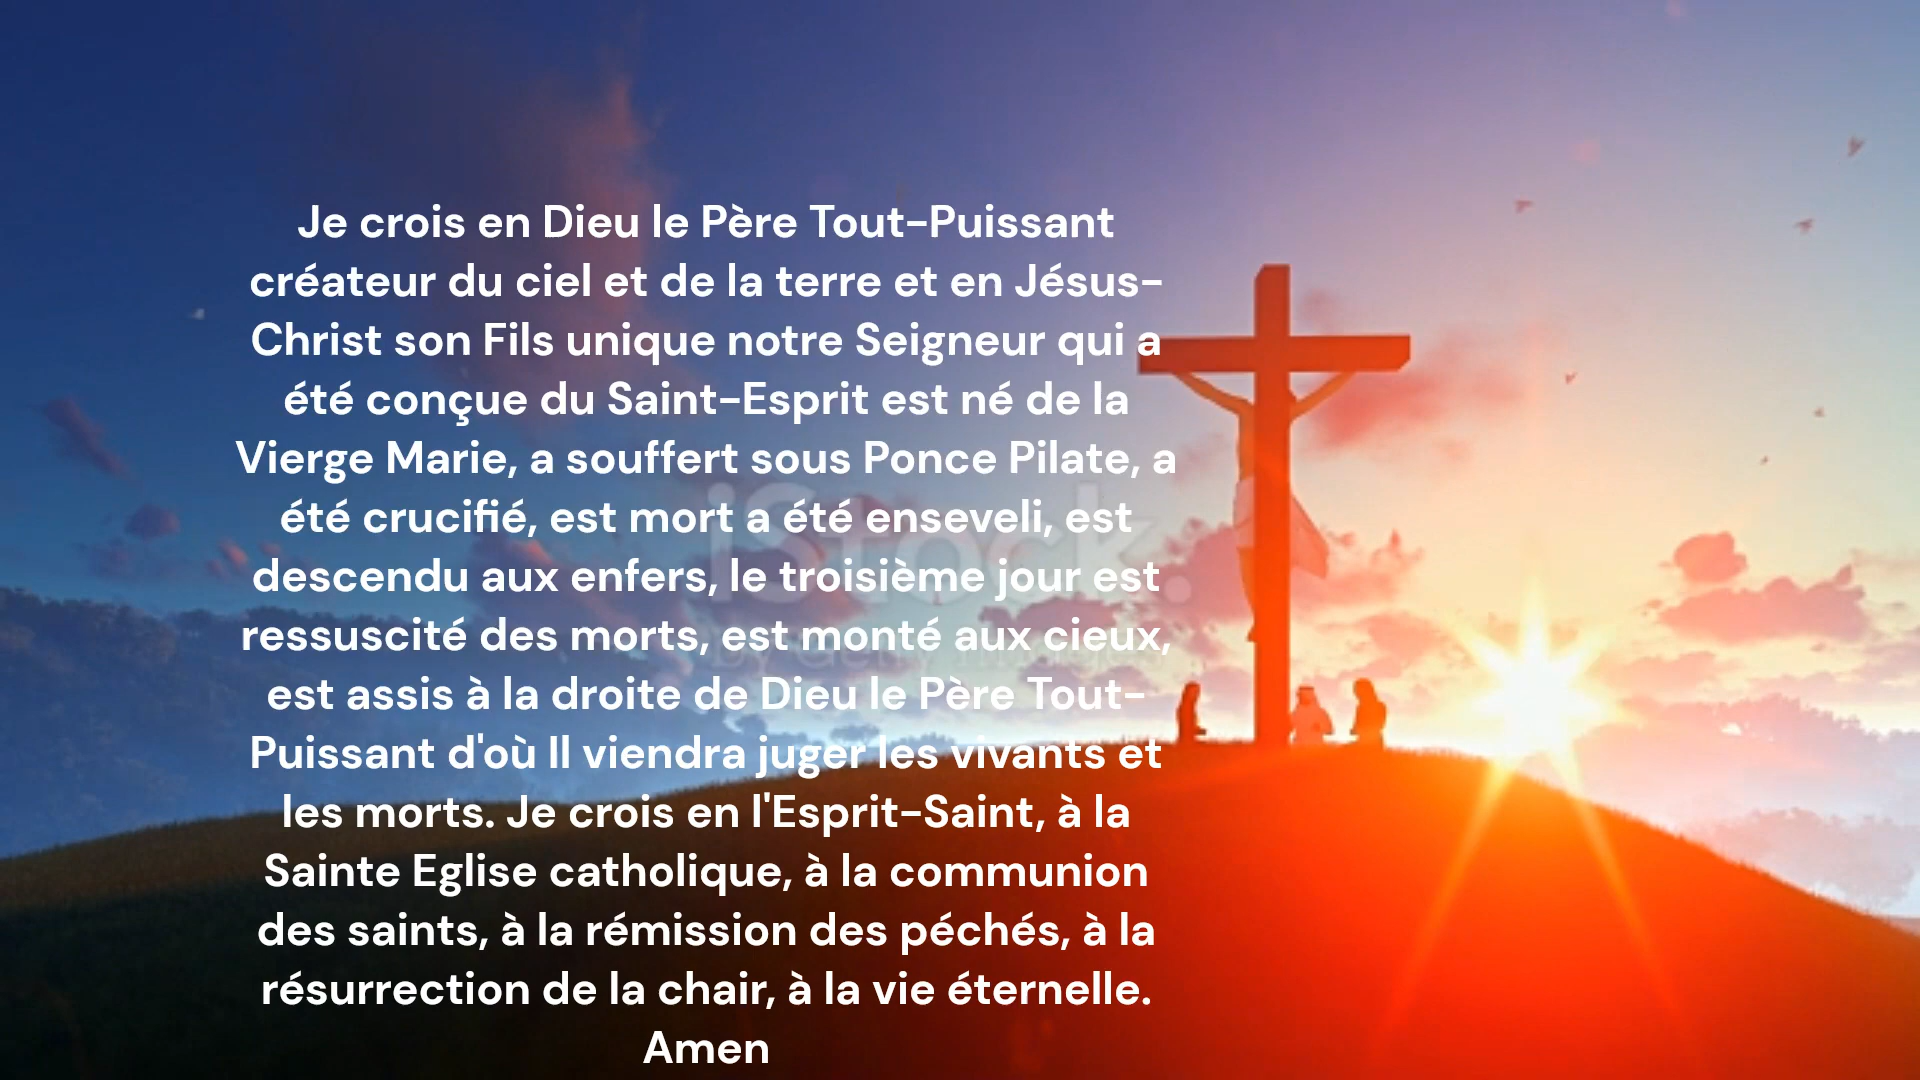 Je crois en Dieu le Père Tout-Puissant
créateur du ciel et de la terre et en Jésus-
Christ son Fils unique notre Seigneur qui a
été conçue du Saint-Esprit est né de la
Vierge Marie, a souffert sous Ponce Pilate, a
été crucifié, est mort a été enseveli, est
descendu aux enfers, le troisième jour est
ressuscité des morts, est monté aux cieux,
est assis à la droite de Dieu le Père Tout-
Puissant d'où Il viendra juger les vivants et
les morts. Je crois en l'Esprit-Saint, à la
Sainte Eglise catholique, à la communion
des saints, à la rémission des péchés, à la
résurrection de la chair, à la vie éternelle.
Amen
iStock.
by Getty Images